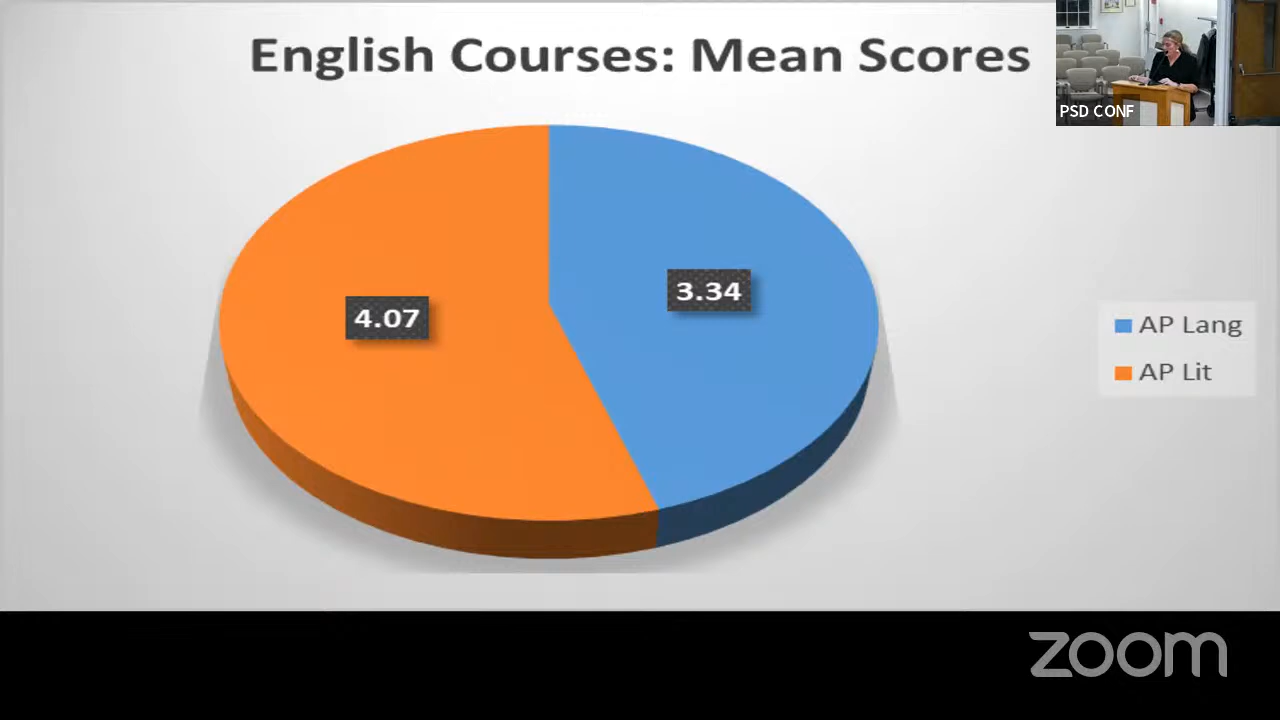 English Courses: Mean Scores
PSD CONF
4.07
3.34
AP Lang
AP Lit
zoom